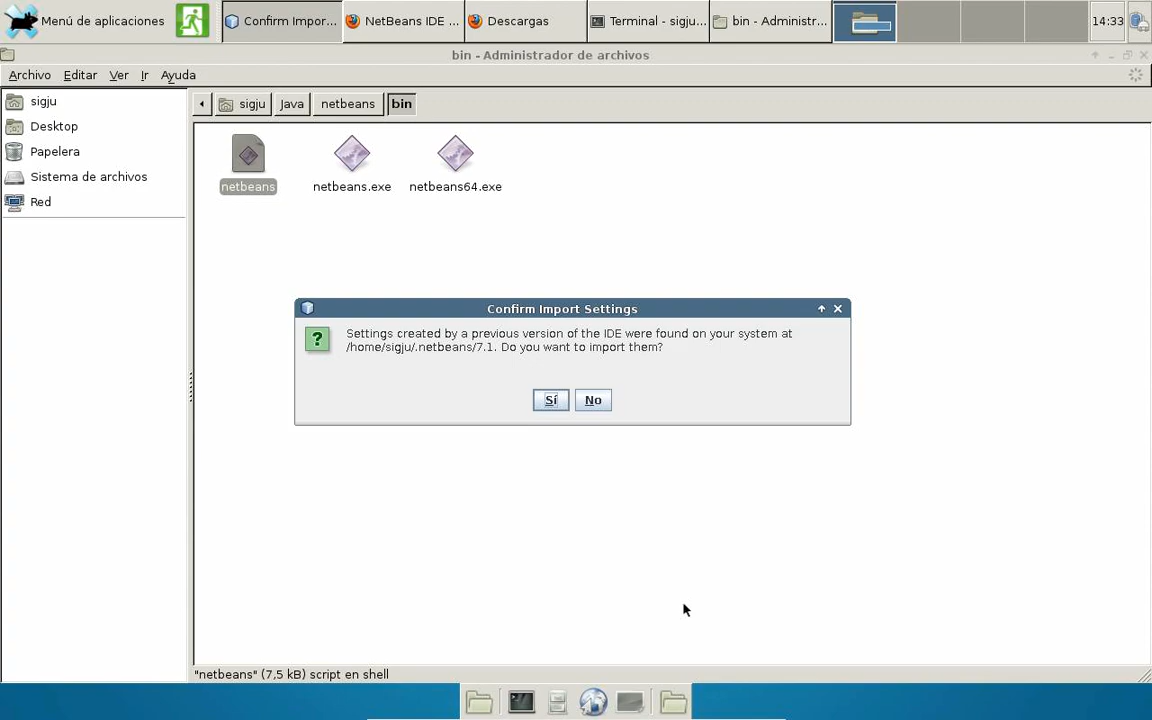 Menú de aplicaciones
Confirm Impor...
NetBeans IDE ...
Descargas
Terminal - sigju...
bin - Administr...
14:33
bin - Administrador de archivos
Archivo Editar Ver Ir Ayuda
sigju
Desktop
Papelera
Sistema de archivos
Red
sigju Java netbeans bin
netbeans
netbeans.exe
netbeans64.exe
Confirm Import Settings
Settings created by a previous version of the IDE were found on your system at
/home/sigju/.netbeans/7.1. Do you want to import them?
Sí
No
"netbeans" (7,5 kB) script en shell